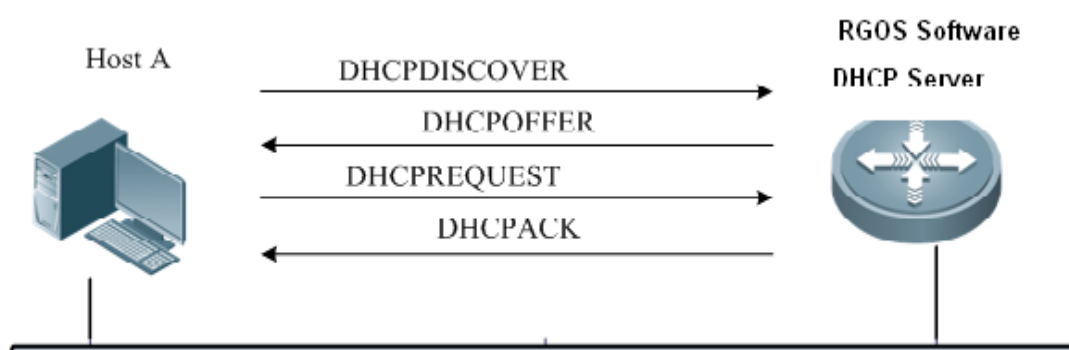 Host A
RGOS Software
DHCP Server
DHCPDISCOVER
DHCPOFFER
DHCPREQUEST
DHCPACK